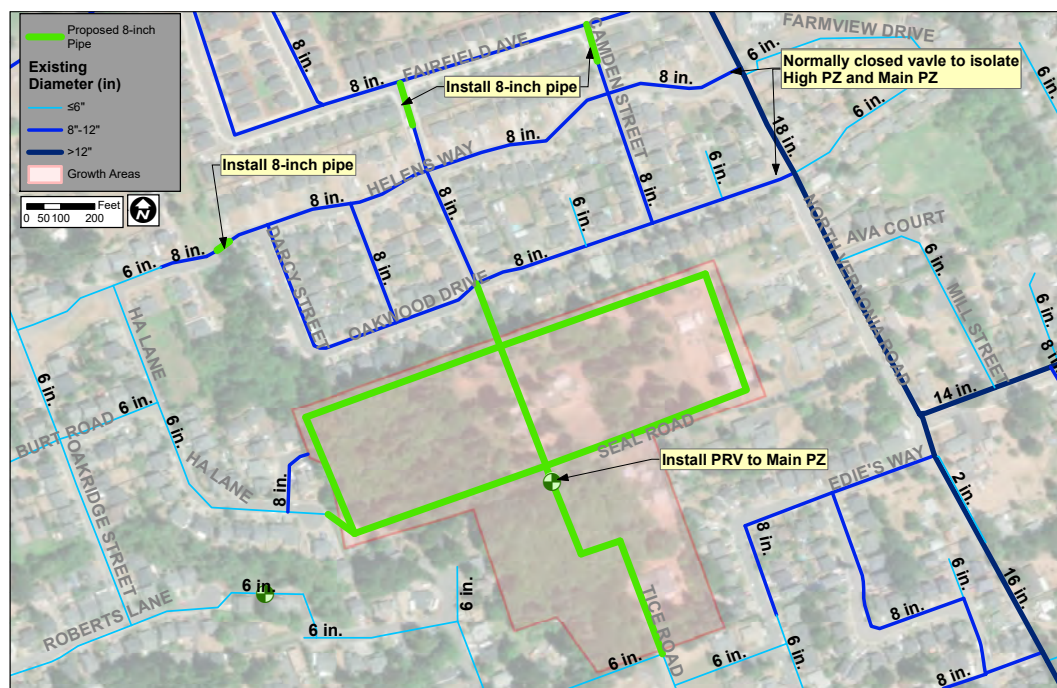 Proposed 8-inch
Pipe
Existing
Diameter (in)
≤6"
8"-12"
>12"
Growth Areas
Feet
0 50 100 200
N
FARMVIEW DRIVE
Normally closed vavle to isolate
High PZ and Main PZ
Install 8-inch pipe
Install 8-inch pipe
Install PRV to Main PZ
FAIRFIELD AVE
CAMDEN STREET
HELENS WAY
DARCY STREET
OAKWOOD DRIVE
NORTH VERNONIA ROAD
AVA COURT
MILL STREET
HA LANE
BURT ROAD
OAKRIDGE STREET
HA LANE
SEAL ROAD
EDIE'S WAY
ROBERTS LANE
TICE ROAD
8 in.
8 in.
8 in.
6 in.
6 in.
6 in.
18 in.
8 in.
6 in.
8 in.
8 in.
8 in.
8 in.
8 in.
6 in.
8 in.
6 in.
6 in.
8 in.
14 in.
6 in.
6 in.
6 in.
8 in.
2 in.
8 in.
16 in.
6 in.
8 in.
8 in.
6 in.
6 in.
6 in.
6 in.
6 in.
6 in.